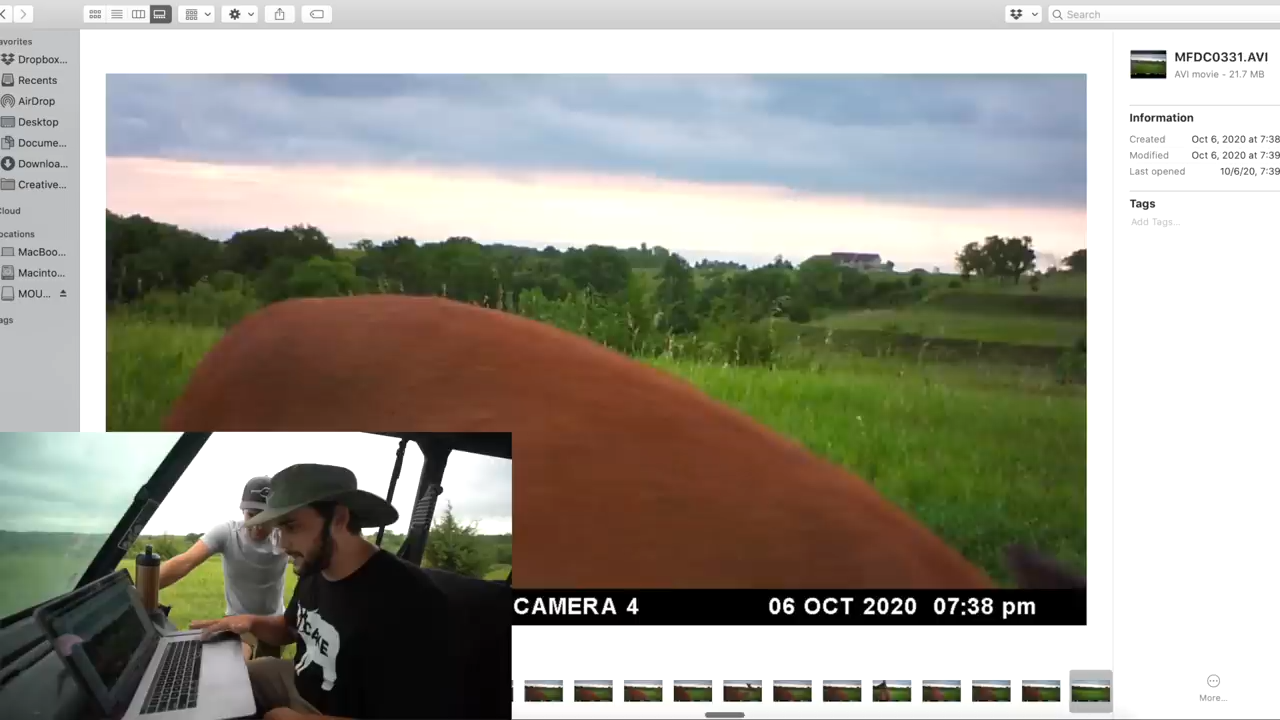 Search
avorites
Dropbox...
Recents
AirDrop
Desktop
Docume...
Downloa...
Creative...
Cloud
ocations
MacBoo...
Macinto...
MOU...
ags
MFDC0331.AVI
AVI movie - 21.7 MB
Information
Created Oct 6, 2020 at 7:38
Modified Oct 6, 2020 at 7:39
Last opened 10/6/20, 7:39
Tags
Add Tags...
More...
CAMERA 4 06 OCT 2020 07:38 pm